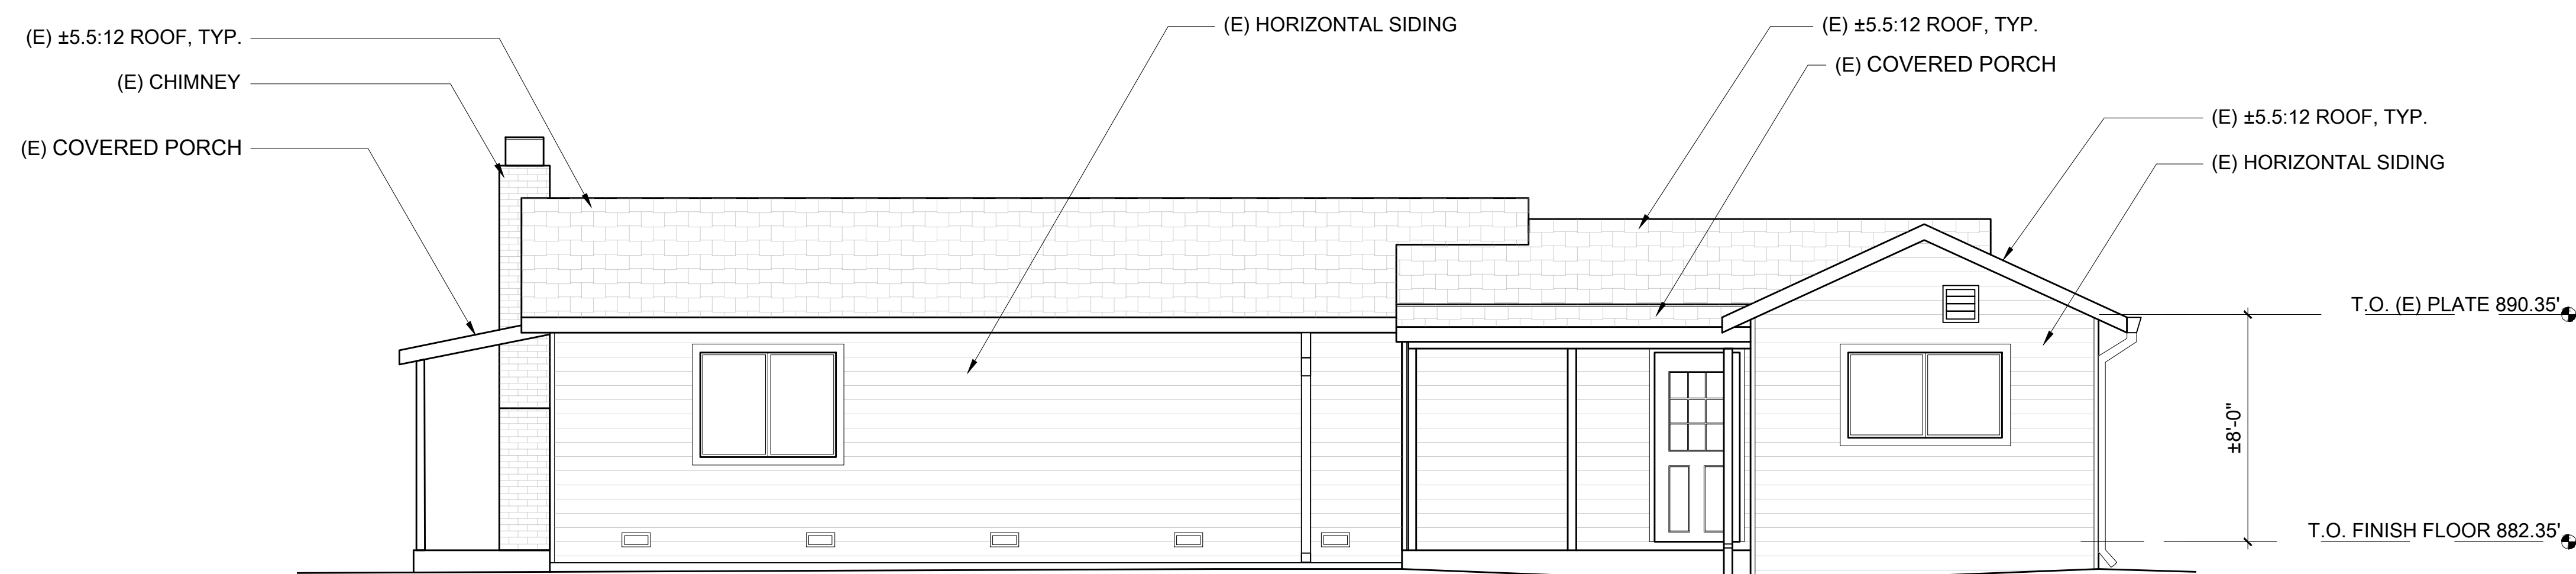 (E) ±5.5:12 ROOF, TYP.
(E) CHIMNEY
(E) COVERED PORCH
(E) HORIZONTAL SIDING
(E) ±5.5:12 ROOF, TYP.
(E) COVERED PORCH
(E) ±5.5:12 ROOF, TYP.
(E) HORIZONTAL SIDING
T.O. (E) PLATE 890.35'
±8'-0"
T.O. FINISH FLOOR 882.35'